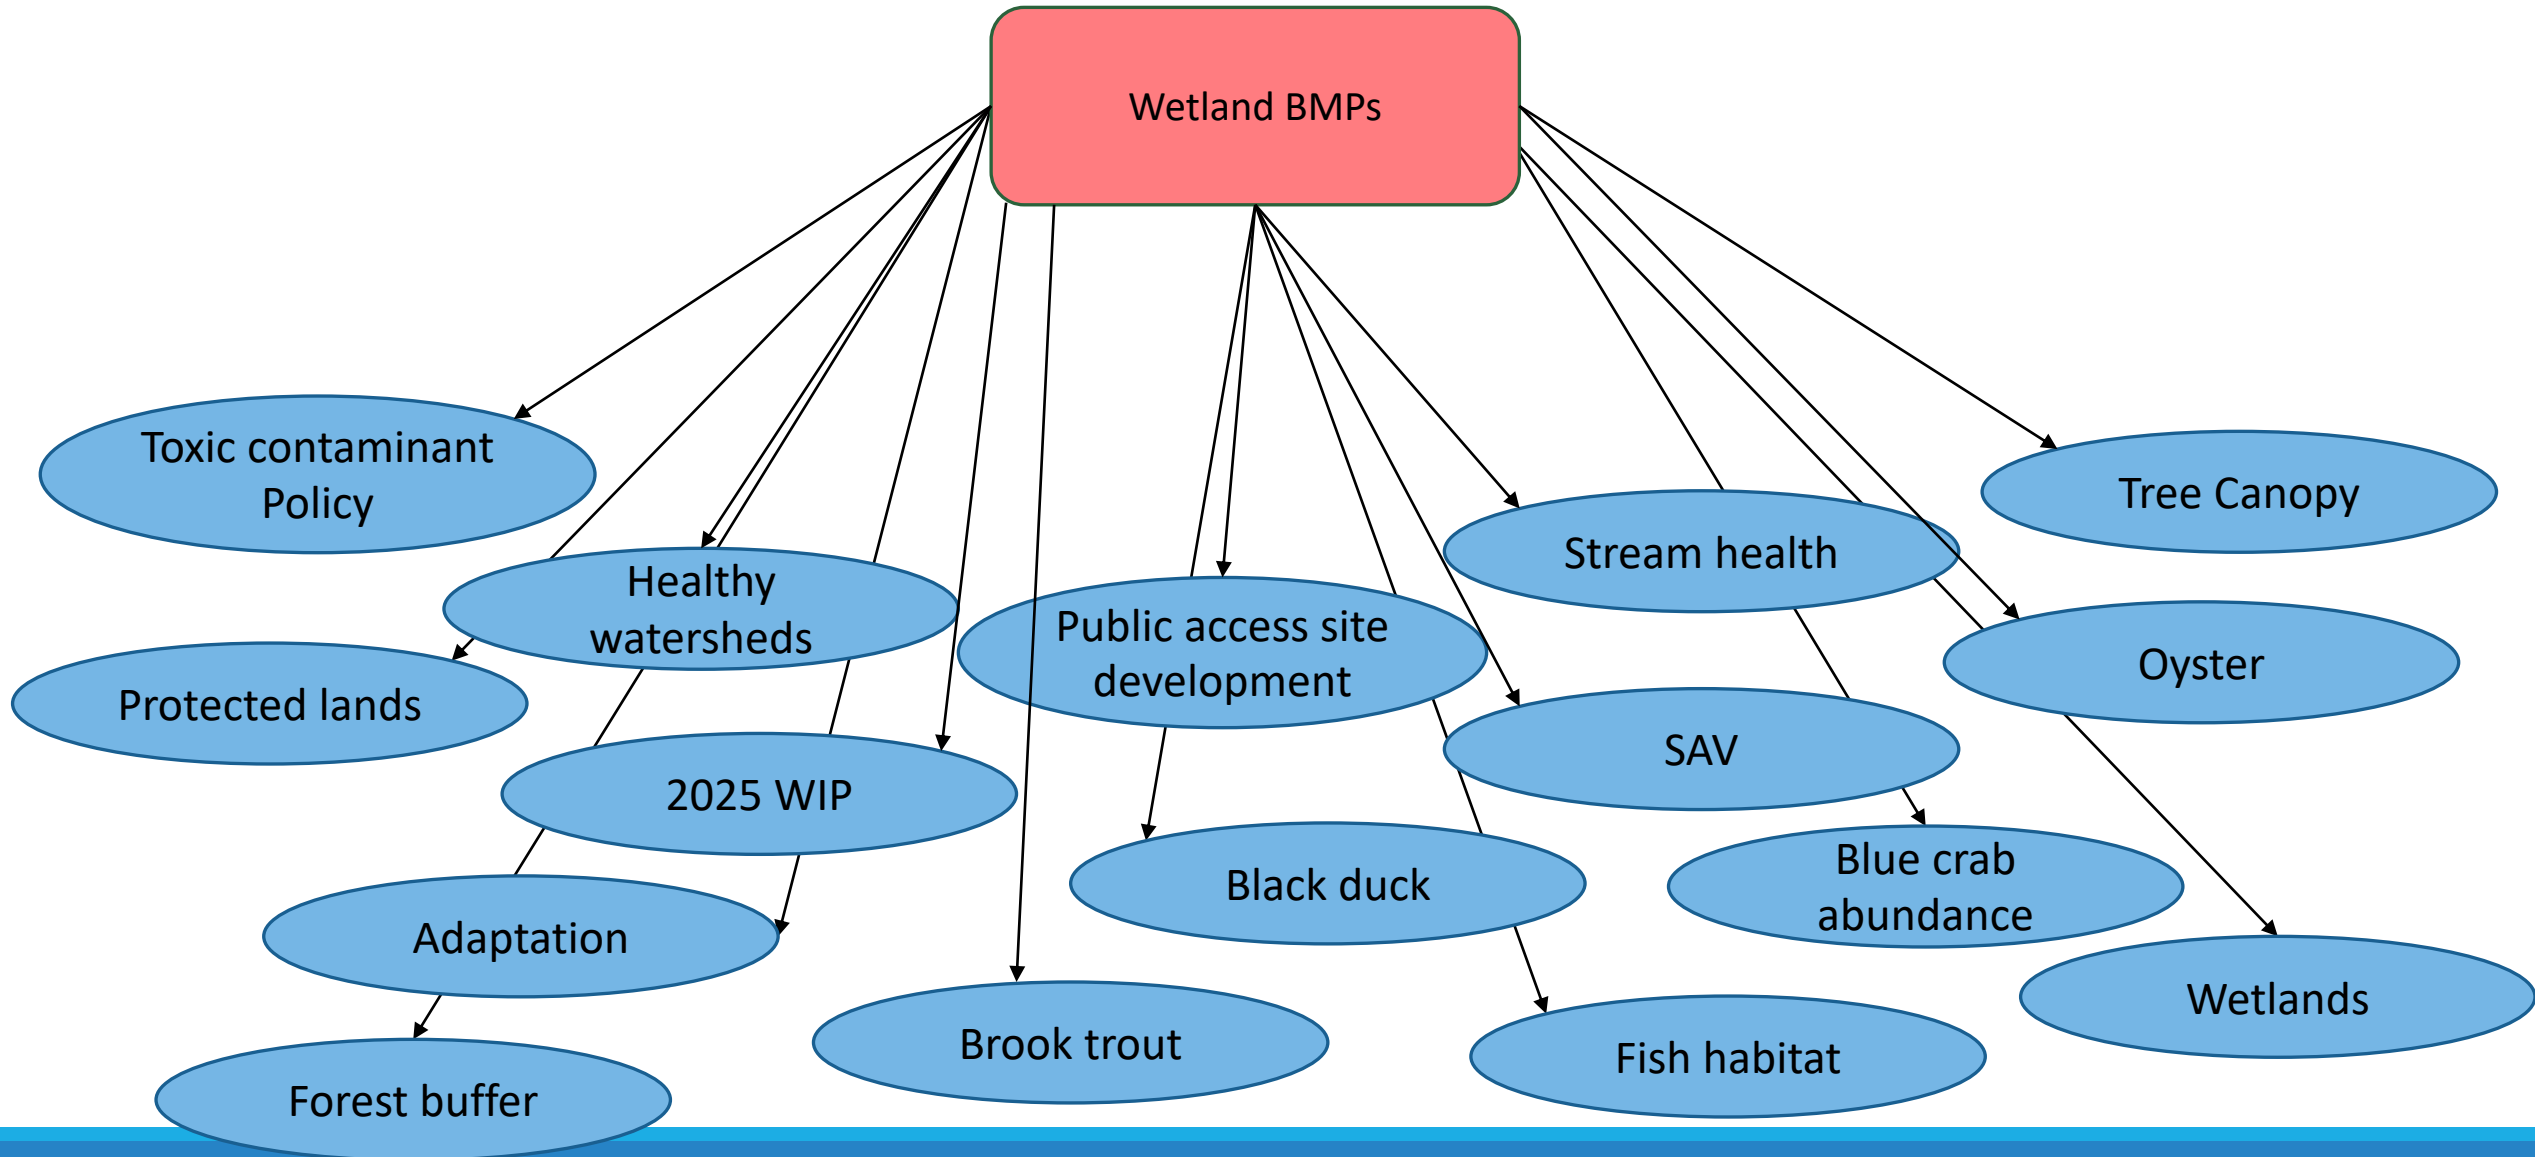 Wetland BMPs
Toxic contaminant
Policy
Tree Canopy
Stream health
Healthy
watersheds
Public access site
development
Oyster
Protected lands
SAV
2025 WIP
Black duck
Blue crab
abundance
Adaptation
Wetlands
Brook trout
Fish habitat
Forest buffer